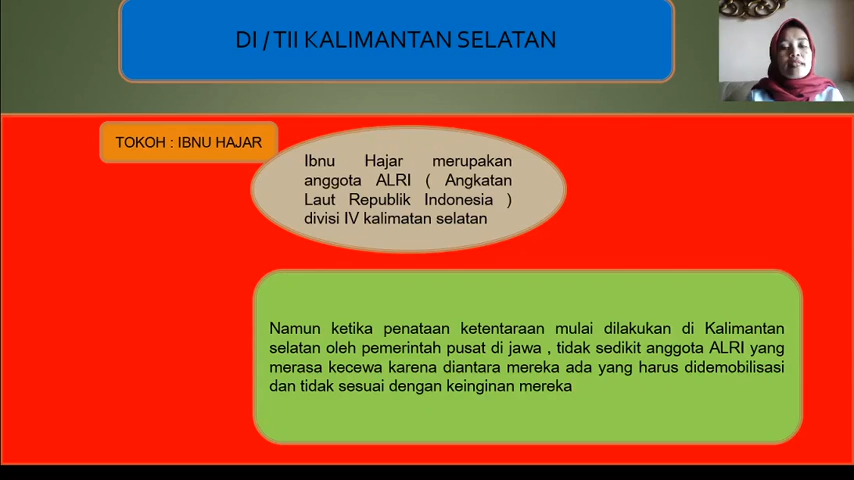 DI / TII KALIMANTAN SELATAN
TOKOH : IBNU HAJAR
Ibnu Hajar merupakan
anggota ALRI ( Angkatan
Laut Republik Indonesia )
divisi IV kalimatan selatan
Namun ketika penataan ketentaraan mulai dilakukan di Kalimantan
selatan oleh pemerintah pusat di jawa , tidak sedikit anggota ALRI yang
merasa kecewa karena diantara mereka ada yang harus didemobilisasi
dan tidak sesuai dengan keinginan mereka